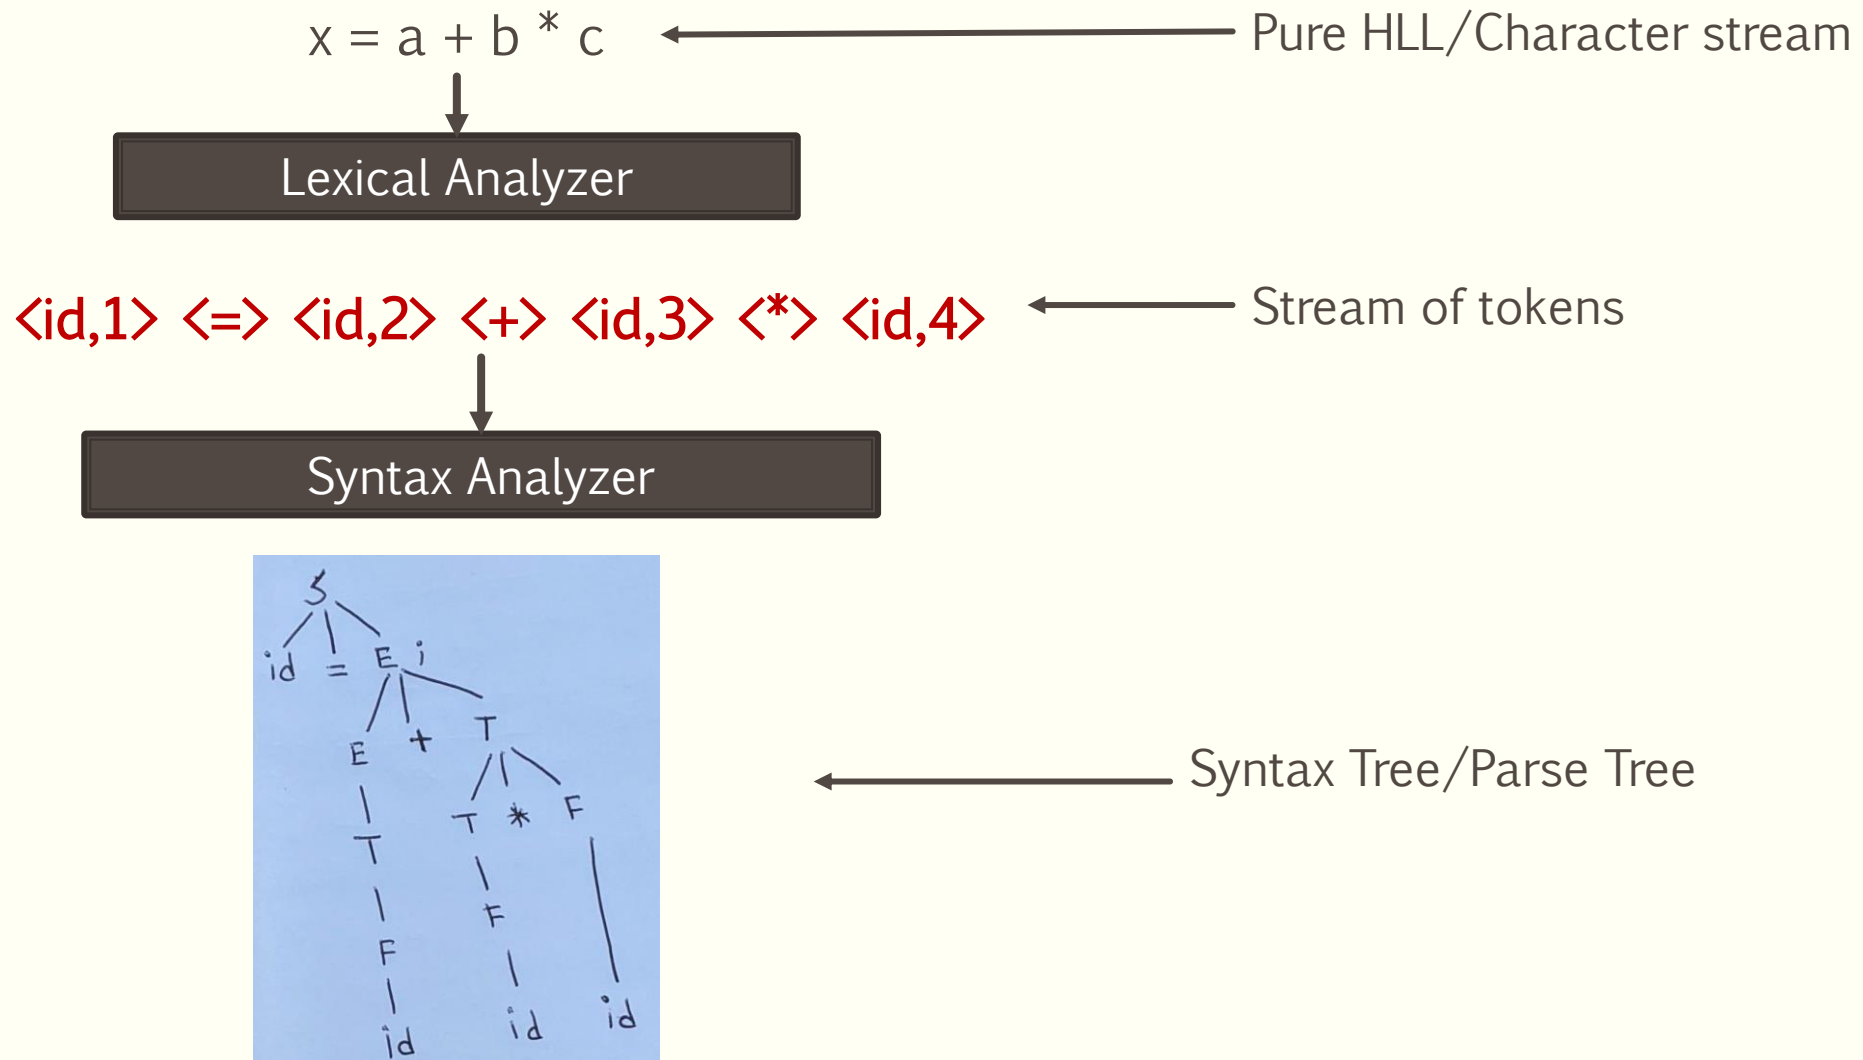 x = a + b * c
Pure HLL/Character stream
Lexical Analyzer
<id,1> <=> <id,2> <+> <id,3> <*> <id,4>
Stream of tokens
Syntax Analyzer
S
id = E ;
E + T
T * F
T
F
F
id id id
Syntax Tree/Parse Tree